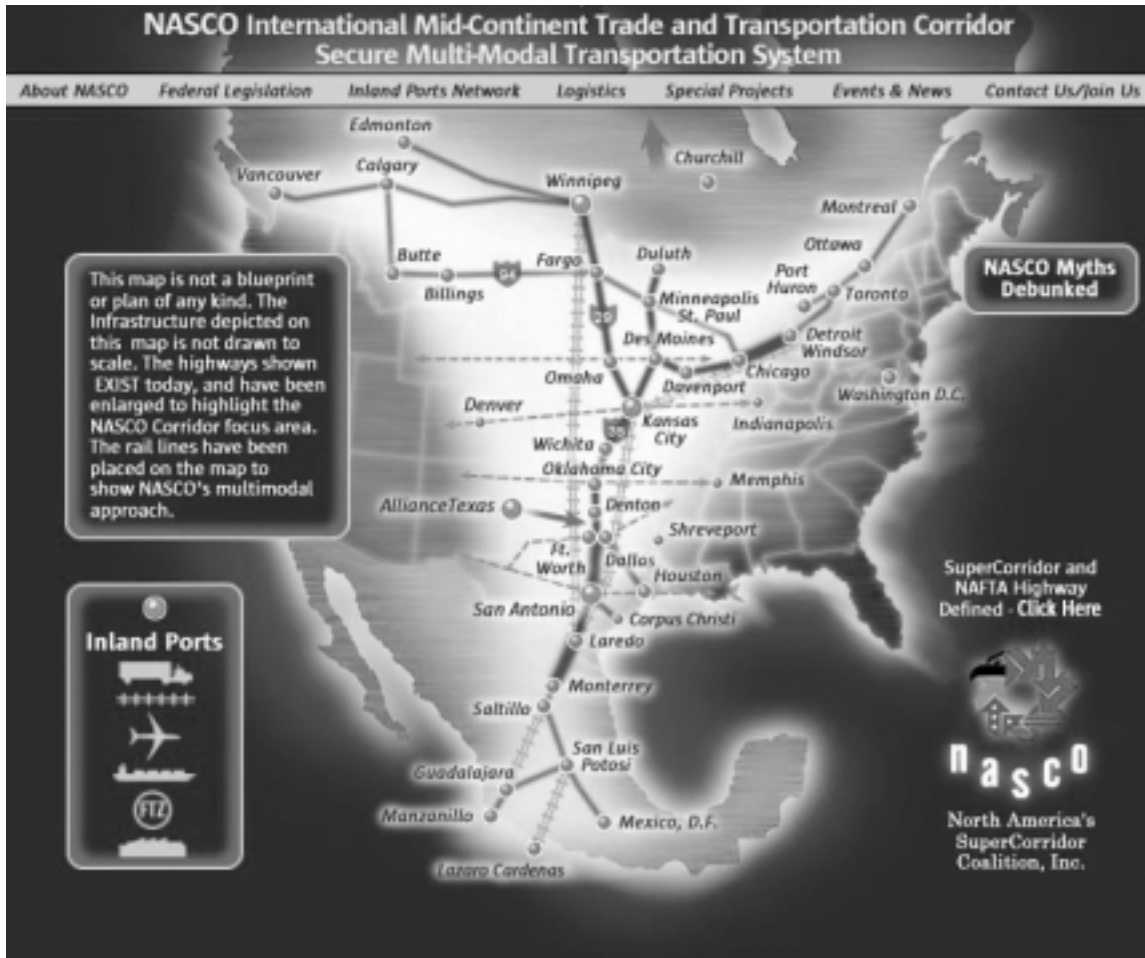 NASCO International Mid-Continent Trade and Transportation Corridor
Secure Multi-Modal Transportation System
About NASCO Federal Legislation Inland Ports Network Logistics Special Projects Events & News Contact Us/Join Us
Edmonton
Churchill
Calgary
Vancouver
Winnipeg
Montreal
Ottawa
Butte
94
Fargo
Duluth
Port
Huron
Toronto
Billings
Minneapolis
St. Paul
29
Des Moines
Detroit
Windsor
Omaha
Davenport
Chicago
Washington D.C.
Denver
Kansas
City
Indianapolis
35
Wichita
Oklahoma City
Memphis
AllianceTexas
Denton
Shreveport
Ft.
Worth
Dallas
Houston
San Antonio
Corpus Christi
Laredo
Monterrey
Saltillo
San Luis
Potosi
Guadalajara
Manzanillo
Mexico, D.F.
Lazaro Cardenas
This map is not a blueprint
or plan of any kind. The
Infrastructure depicted on
this map is not drawn to
scale. The highways shown
EXIST today, and have been
enlarged to highlight the
NASCO Corridor focus area.
The rail lines have been
placed on the map to
show NASCO's multimodal
approach.
Inland Ports
FTZ
NASCO Myths
Debunked
SuperCorridor and
NAFTA Highway
Defined - Click Here
nasco
North America's
SuperCorridor
Coalition, Inc.